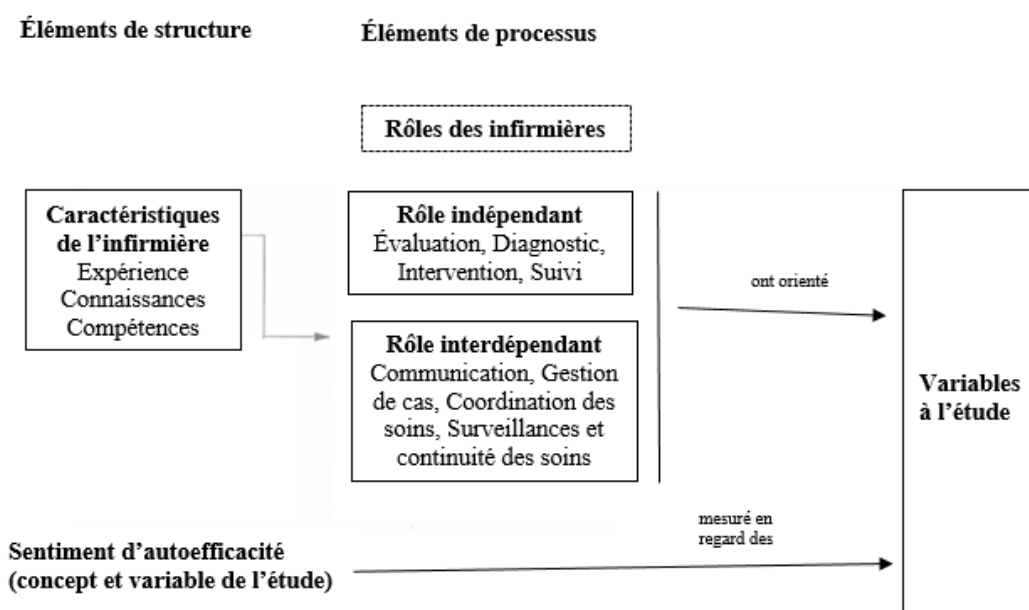 Éléments de structure
Éléments de processus
Rôles des infirmières
Caractéristiques
de l'infirmière
Expérience
Connaissances
Compétences
Rôle indépendant
Évaluation, Diagnostic,
Intervention, Suivi
Rôle interdépendant
Communication, Gestion
de cas, Coordination des
soins, Surveillances et
continuité des soins
ont orienté
Variables
à l'étude
mesuré en
regard des
Sentiment d'autoefficacité
(concept et variable de l'étude)